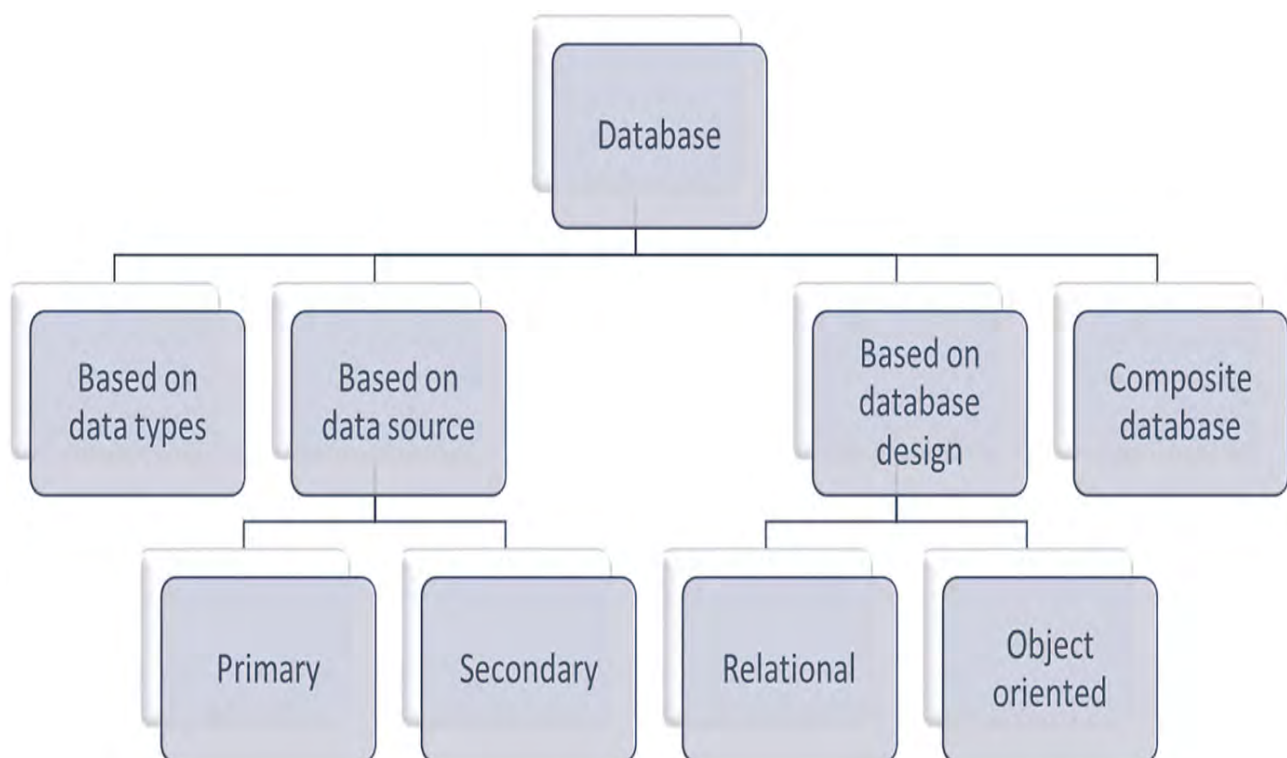 Database
Based on
data types
Based on
data source
Based on
database
design
Composite
database
Primary
Secondary
Relational
Object
oriented